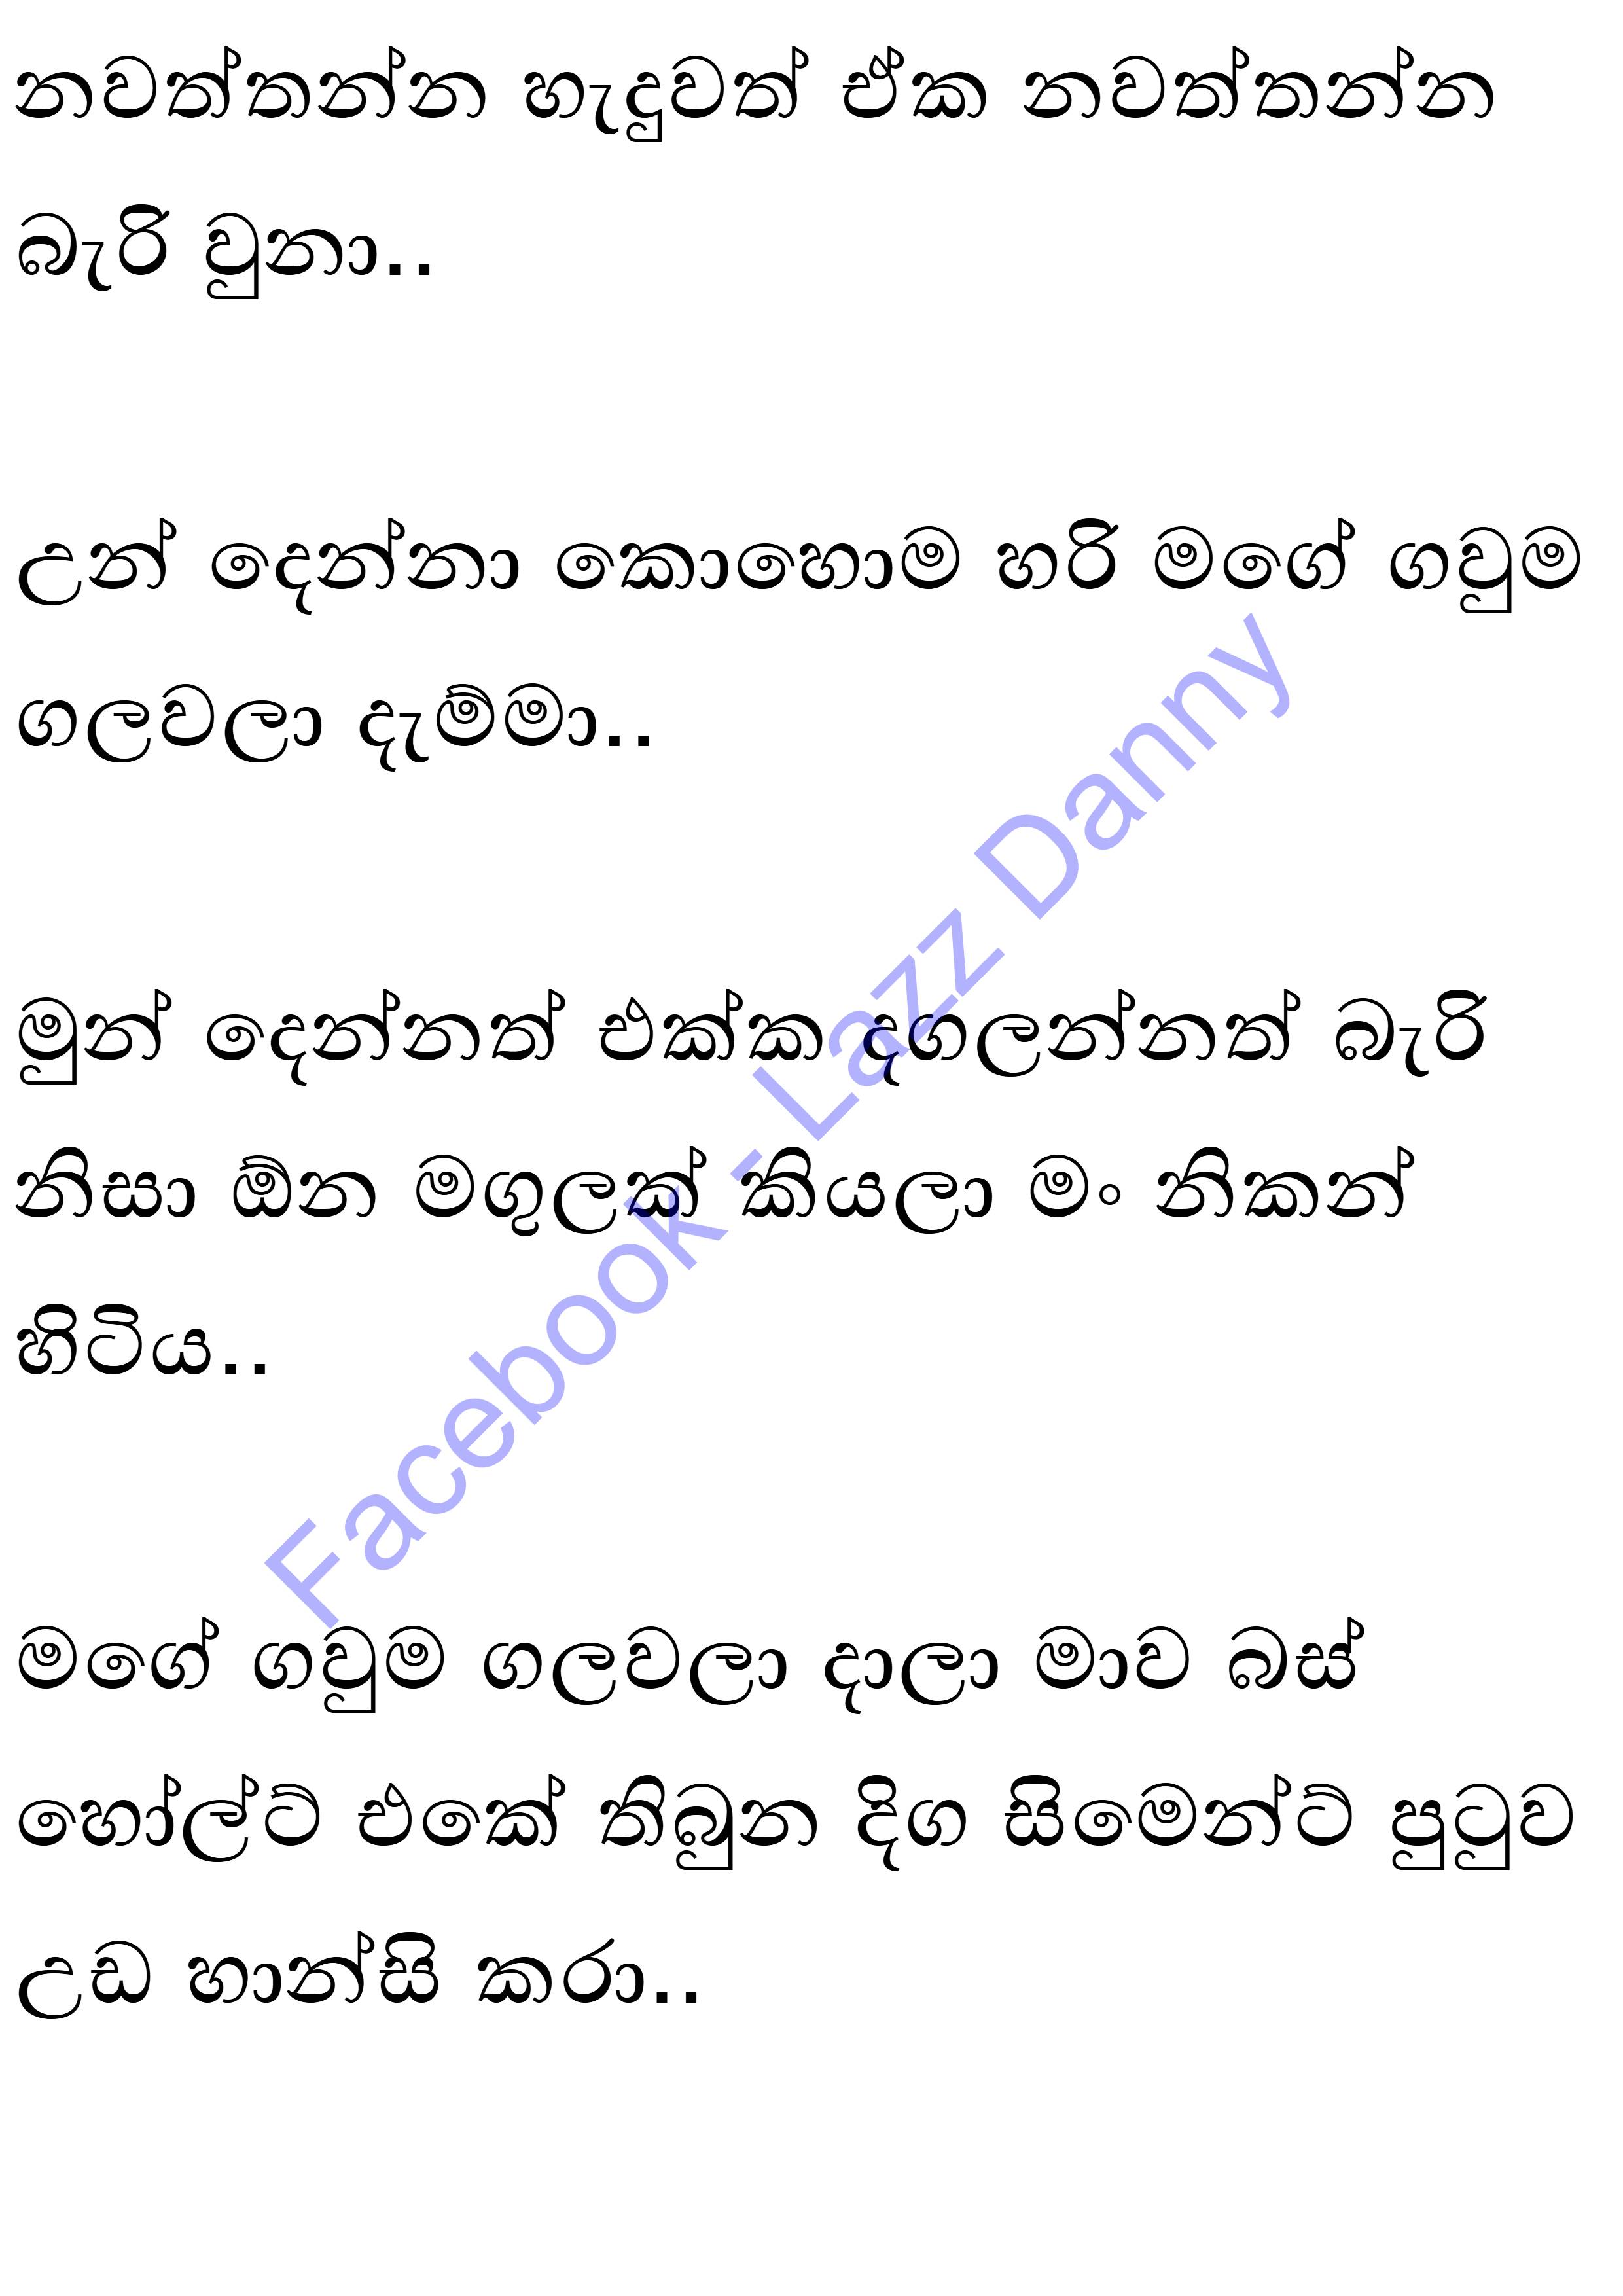 නවත්තන්න හැදුවත් ඒක නවත්තන්න
බැරි වුනා..
උන් දෙන්නා කොහොම හරි මගේ ගවුම
ගලවලා දැම්මා..
මුන් දෙන්නත් එක්ක දඟලන්නත් බැරි
නිසා ඕන මගුලක් කියලා මං නිකන්
හිටිය..
මගේ ගවුම ගලවලා දාලා මාව බස්
හෝල්ට් එකේ තිබුන දිග සිමෙන්ට් පුටුව
උඩ හාන්සි කරා..
Facebook - Lazz Danny